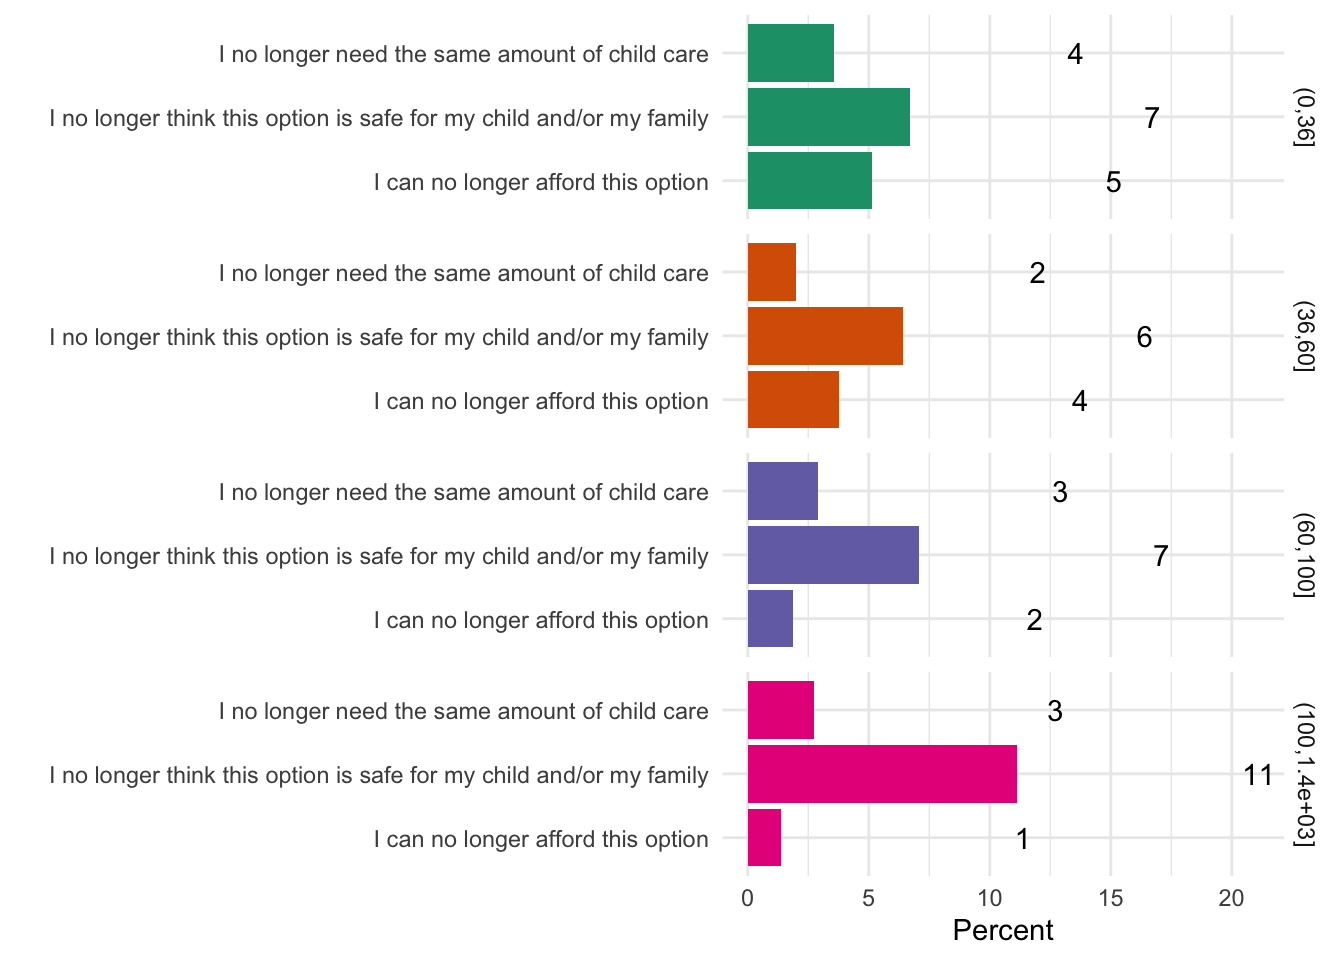 I no longer need the same amount of child care 4
I no longer think this option is safe for my child and/or my family 7
I can no longer afford this option 5
(0,36]
I no longer need the same amount of child care 2
I no longer think this option is safe for my child and/or my family 6
I can no longer afford this option 4
(36,60]
I no longer need the same amount of child care 3
I no longer think this option is safe for my child and/or my family 7
I can no longer afford this option 2
(60,100]
I no longer need the same amount of child care 3
I no longer think this option is safe for my child and/or my family 11
I can no longer afford this option 1
(100,1.4e+03]
0 5 10 15 20
Percent